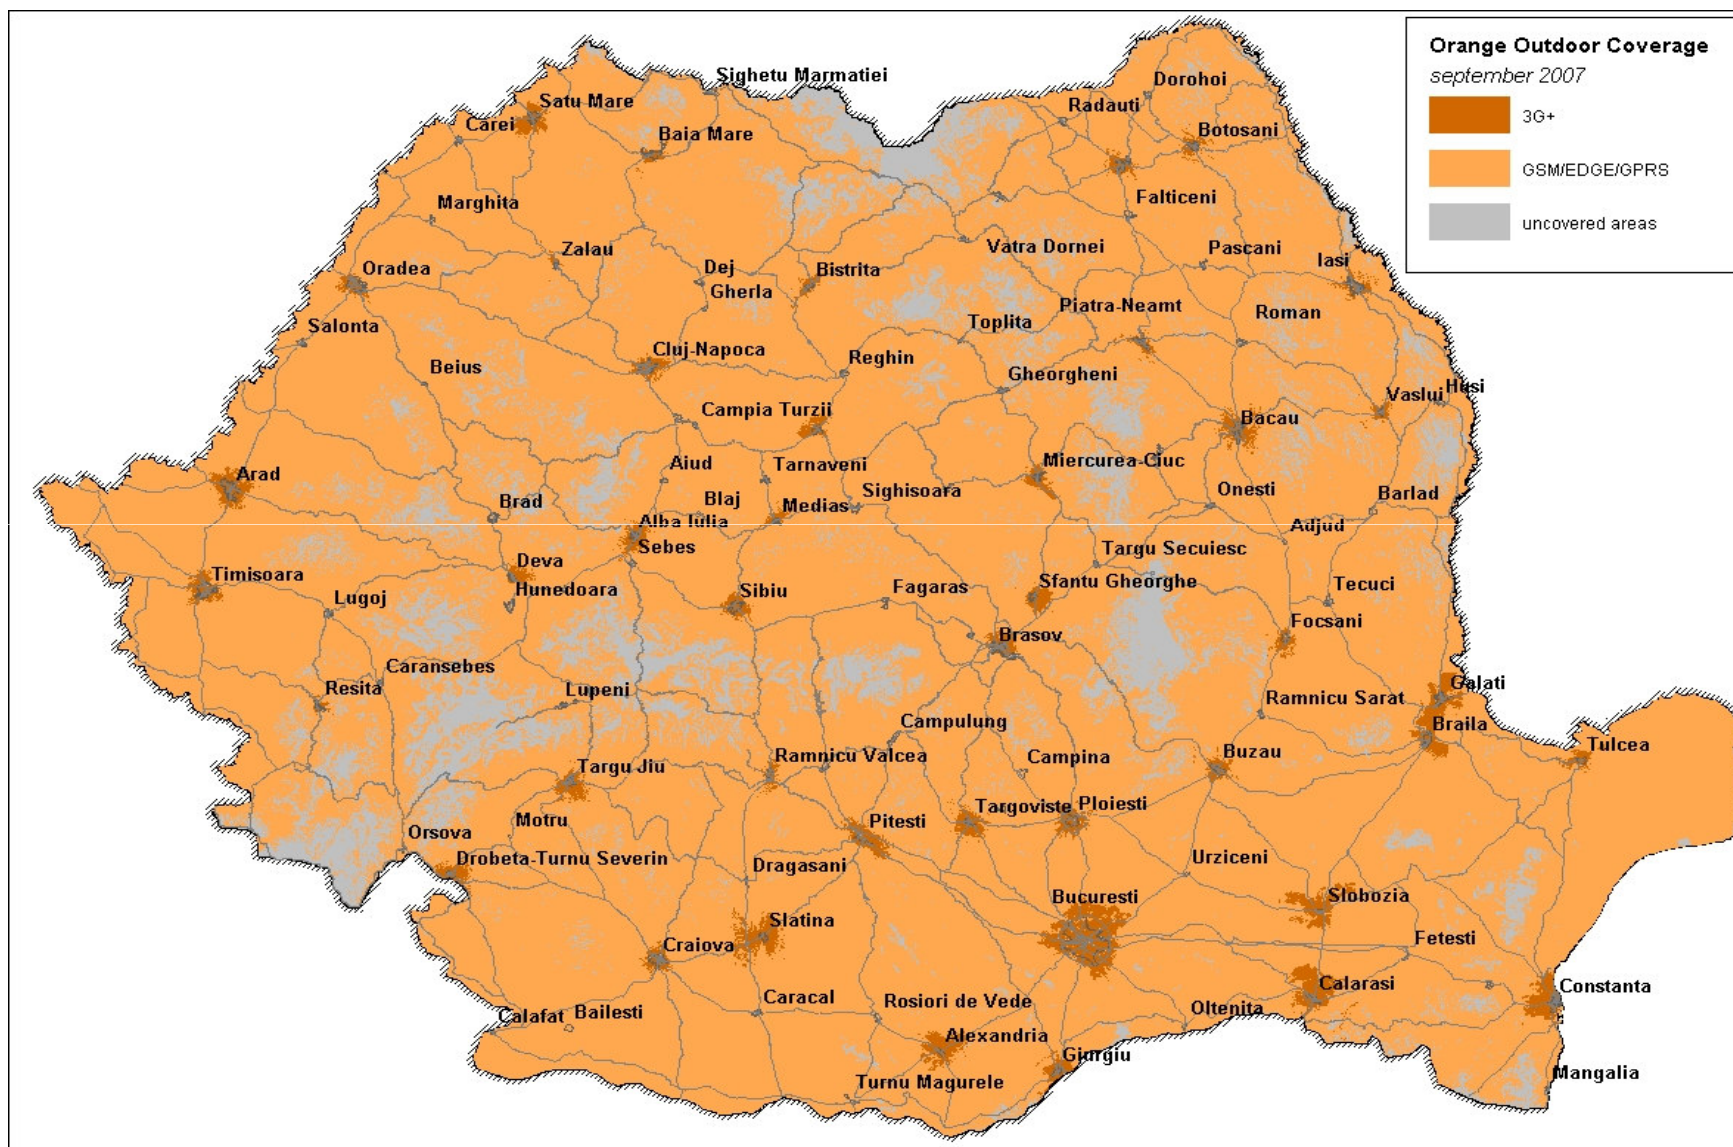 Orange Outdoor Coverage
september 2007
3G+
GSM/EDGE/GPRS
uncovered areas
Sighetu Marmatiei
Dorohoi
Satu Mare
Radauti
Carei
Baia Mare
Botosani
Marghita
Falticeni
Zalau
Vatra Dornei
Pascani
Iasi
Oradea
Dej
Bistrita
Gherla
Piatra-Neamt
Roman
Salonta
Toplita
Cluj-Napoca
Reghin
Beius
Gheorgheni
Vaslui
Husi
Campia Turzii
Bacau
Arad
Aiud
Tarnaveni
Miercurea-Ciuc
Brad
Blaj
Medias
Sighisoara
Onesti
Barlad
Alba Iulia
Adjud
Sebes
Targu Secuiesc
Deva
Timisoara
Hunedoara
Sibiu
Fagaras
Sfantu Gheorghe
Tecuci
Lugoj
Focsani
Brasov
Caransebes
Resita
Lupeni
Ramnicu Sarat
Galati
Campulung
Braila
Targu Jiu
Ramnicu Valcea
Campina
Buzau
Tulcea
Motru
Orsova
Pitesti
Targoviste
Ploiesti
Drobeta-Turnu Severin
Dragasani
Urziceni
Bucuresti
Slobozia
Slatina
Craiova
Fetesti
Calarasi
Constanta
Calafat
Bailesti
Caracal
Rosiori de Vede
Oltenita
Alexandria
Giurgiu
Turnu Magurele
Mangalia